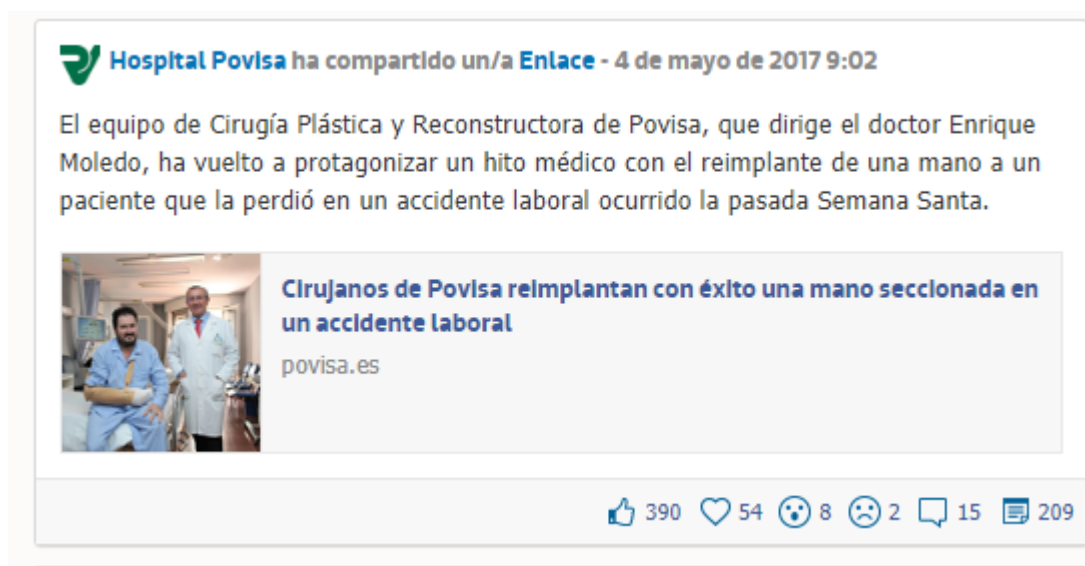 Hospital Povisa ha compartido un/a Enlace - 4 de mayo de 2017 9:02
El equipo de Cirugía Plástica y Reconstructora de Povisa, que dirige el doctor Enrique
Moledo, ha vuelto a protagonizar un hito médico con el reimplante de una mano a un
paciente que la perdió en un accidente laboral ocurrido la pasada Semana Santa.
Cirujanos de Povisa reimplantan con éxito una mano seccionada en
un accidente laboral
povisa.es
390 54 8 2 15 209